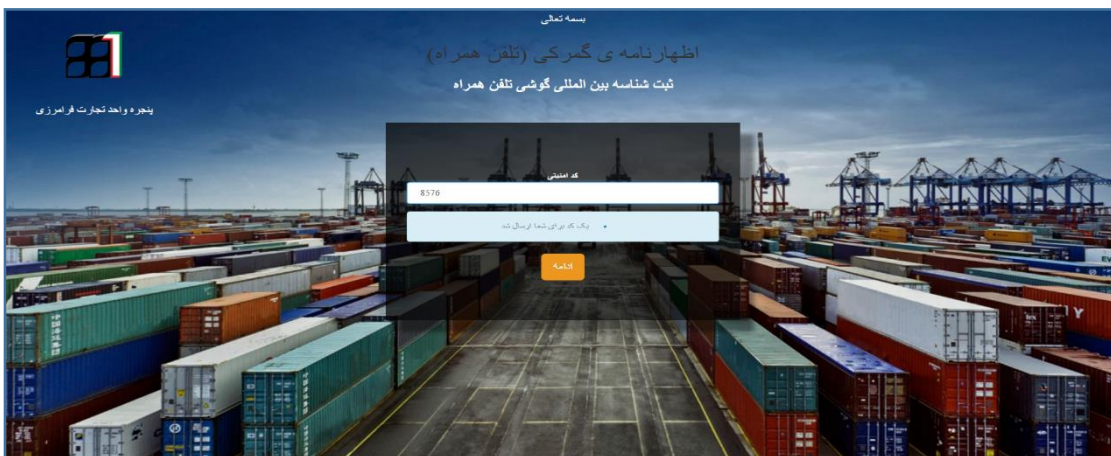 بسمه تعالی
اظهارنامه ی گمرکی (تلفن همراه)
ثبت شناسه بین المللی گوشی تلفن همراه
پنجره واحد تجارت فرامرزی
کد امنیتی
8576
یک کد برای شما ارسال شد
ادامه